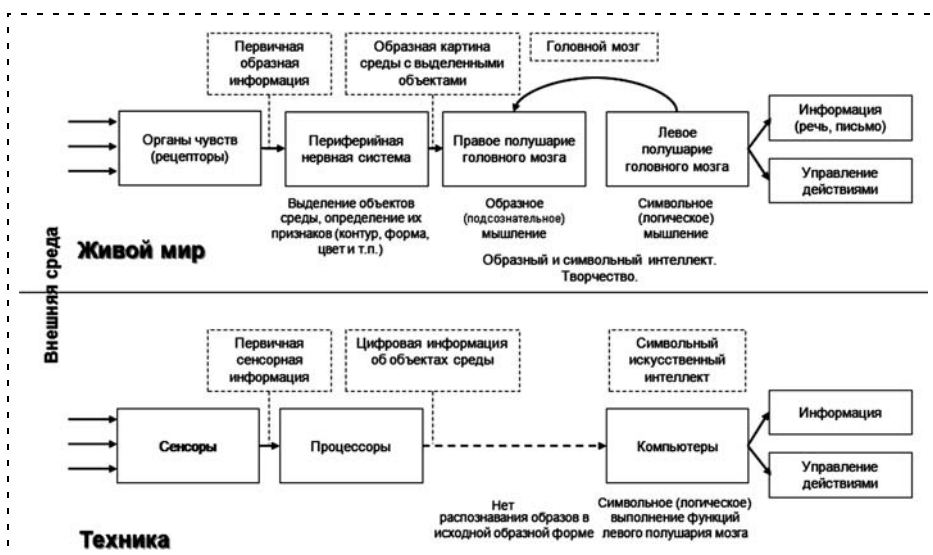 Первичная
образная
информация
Образная картина
среды с выделенными
объектами
Головной мозг
Органы чувств
(рецепторы)
Периферийная
нервная система
Правое полушарие
головного мозга
Левое
полушарие
головного мозга
Информация
(речь, письмо)
Управление
действиями
Выделение объектов
среды, определение их
признаков (контур, форма,
цвет и т.п.)
Образное
(подсознательное)
мышление
Символьное
(логическое)
мышление
Образный и символьный интеллект.
Творчество.
Живой мир
Внешняя среда
Первичная
сенсорная
информация
Цифровая информация
об объектах среды
Символьный
искусственный
интеллект
Сенсоры
Процессоры
Компьютеры
Информация
Управление
действиями
Нет
распознавания образов в
исходной образной форме
Символьное (логическое)
выполнение функций
левого полушария мозга
Техника